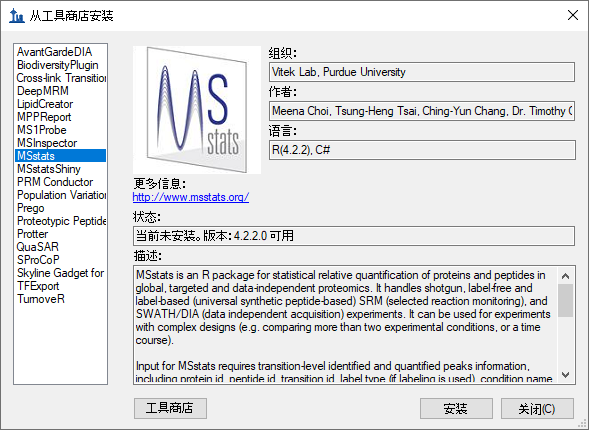 从工具商店安装
AvantGardeDIA
BiodiversityPlugin
Cross-link Transition
DeepMRM
LipidCreator
MPPReport
MS1Probe
MSInspector
MSstats
MSstatsShiny
PRM Conductor
Population Variation
Prego
Proteotypic Peptide
Protter
QuaSAR
SProCoP
Skyline Gadget for
TFExport
TurnoveR
MS
stats
组织:
Vitek Lab, Purdue University
作者:
Meena Choi, Tsung-Heng Tsai, Ching-Yun Chang, Dr. Timothy C
语言:
R(4.2.2), C#
更多信息:
http://www.msstats.org/
状态:
当前未安装。版本: 4.2.2.0 可用
描述:
MSstats is an R package for statistical relative quantification of proteins and peptides in
global, targeted and data-independent proteomics. It handles shotgun, label-free and
label-based (universal synthetic peptide-based) SRM (selected reaction monitoring), and
SWATH/DIA (data independent acquisition) experiments. It can be used for experiments
with complex designs (e.g. comparing more than two experimental conditions, or a time
course).
Input for MSstats requires transition-level identified and quantified peaks information,
including protein id, peptide id, transition id, label type (if labeling is used), condition name
工具商店
安装
关闭(C)